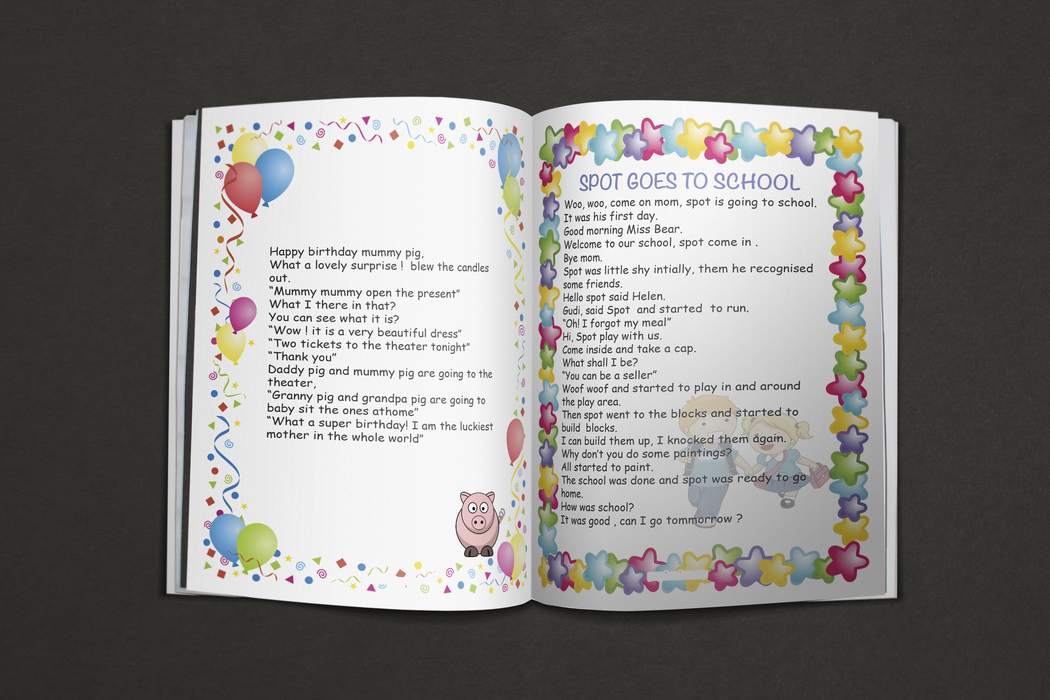 Happy birthday mummy pig,
What a lovely surprise ! blew the candles
out.
“Mummy mummy open the present”
What I there in that?
You can see what it is?
“Wow ! it is a very beautiful dress”
“Two tickets to the theater tonight”
“Thank you”
Daddy pig and mummy pig are going to the
theater,
“Granny pig and grandpa pig are going to
baby sit the ones athome”
“What a super birthday! I am the luckiest
mother in the whole world”
SPOT GOES TO SCHOOL
Woo, woo, come on mom, spot is going to school.
It was his first day.
Good morning Miss Bear.
Welcome to our school, spot come in .
Bye mom.
Spot was little shy intially, them he recognised
some friends.
Hello spot said Helen.
Gudi, said Spot and started to run.
“Oh! I forgot my meal”
Hi, Spot play with us.
Come inside and take a cap.
What shall I be?
“You can be a seller”
Woof woof and started to play in and around
the play area.
Then spot went to the blocks and started to
build blocks.
I can build them up, I knocked them again.
Why don't you do some paintings?
All started to paint.
The school was done and spot was ready to go
home.
How was school?
It was good , can I go tommorrow ?